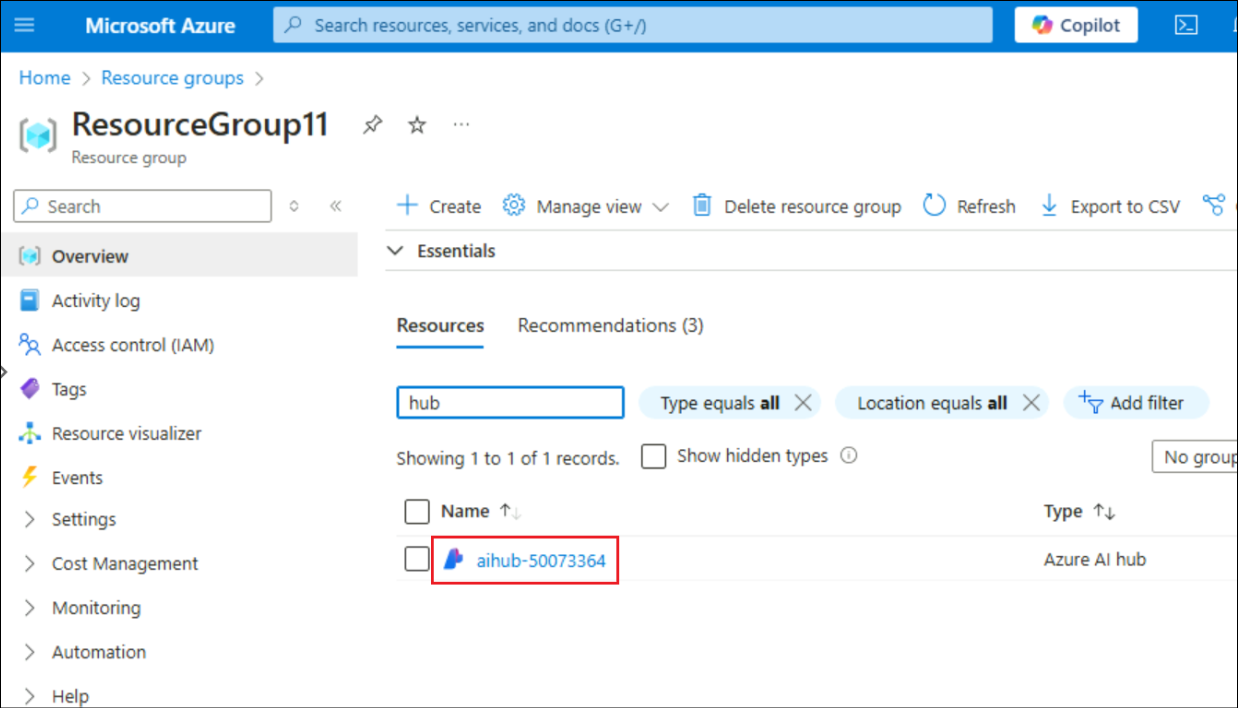 Microsoft Azure
Search resources, services, and docs (G+/)
Copilot
Home > Resource groups >
ResourceGroup11
Resource group
Search
Overview
Activity log
Access control (IAM)
Tags
Resource visualizer
Events
Settings
Cost Management
Monitoring
Automation
Help
Create
Manage view
Delete resource group
Refresh
Export to CSV
Essentials
Resources
Recommendations (3)
hub
Type equals all
Location equals all
Add filter
Showing 1 to 1 of 1 records.
Show hidden types
No group
Name
Type
aihub-50073364
Azure AI hub